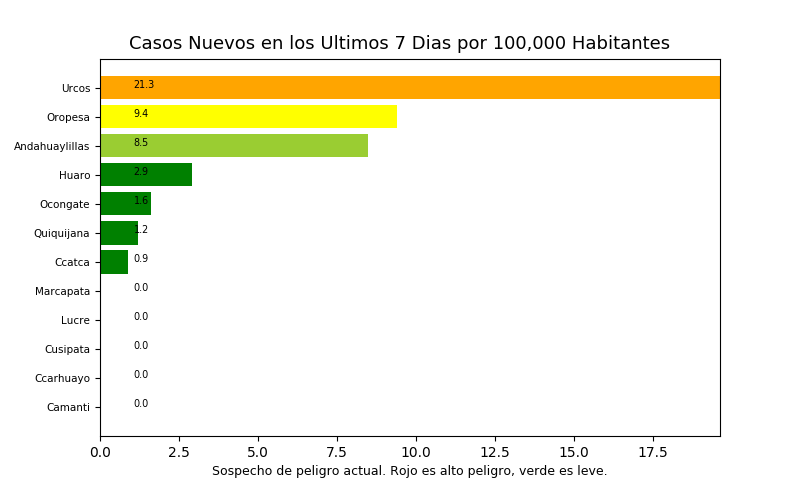 Casos Nuevos en los Ultimos 7 Dias por 100,000 Habitantes
Urcos 21.3
Oropesa 9.4
Andahuaylillas 8.5
Huaro 2.9
Ocongate 1.6
Quiquijana 1.2
Ccatca 0.9
Marcapata 0.0
Lucre 0.0
Cusipata 0.0
Ccarhuayo 0.0
Camanti 0.0
0.0 2.5 5.0 7.5 10.0 12.5 15.0 17.5
Sospecho de peligro actual. Rojo es alto peligro, verde es leve.